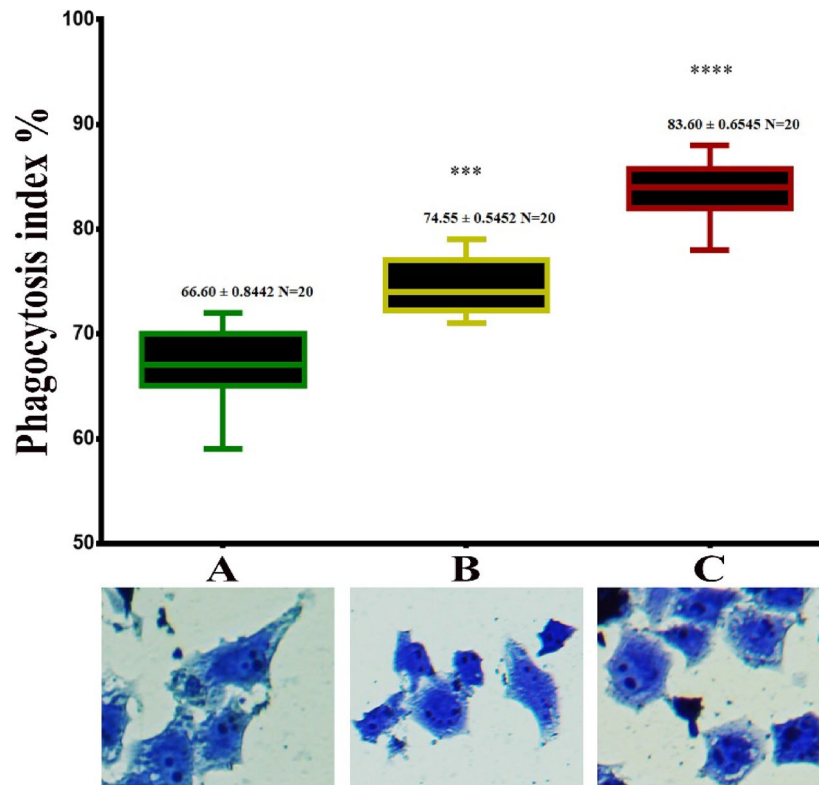 Phagocytosis index %
100
90
80
70
60
50
****
83.60 ± 0.6545 N=20
***
74.55 ± 0.5452 N=20
66.60 ± 0.8442 N=20
A B C